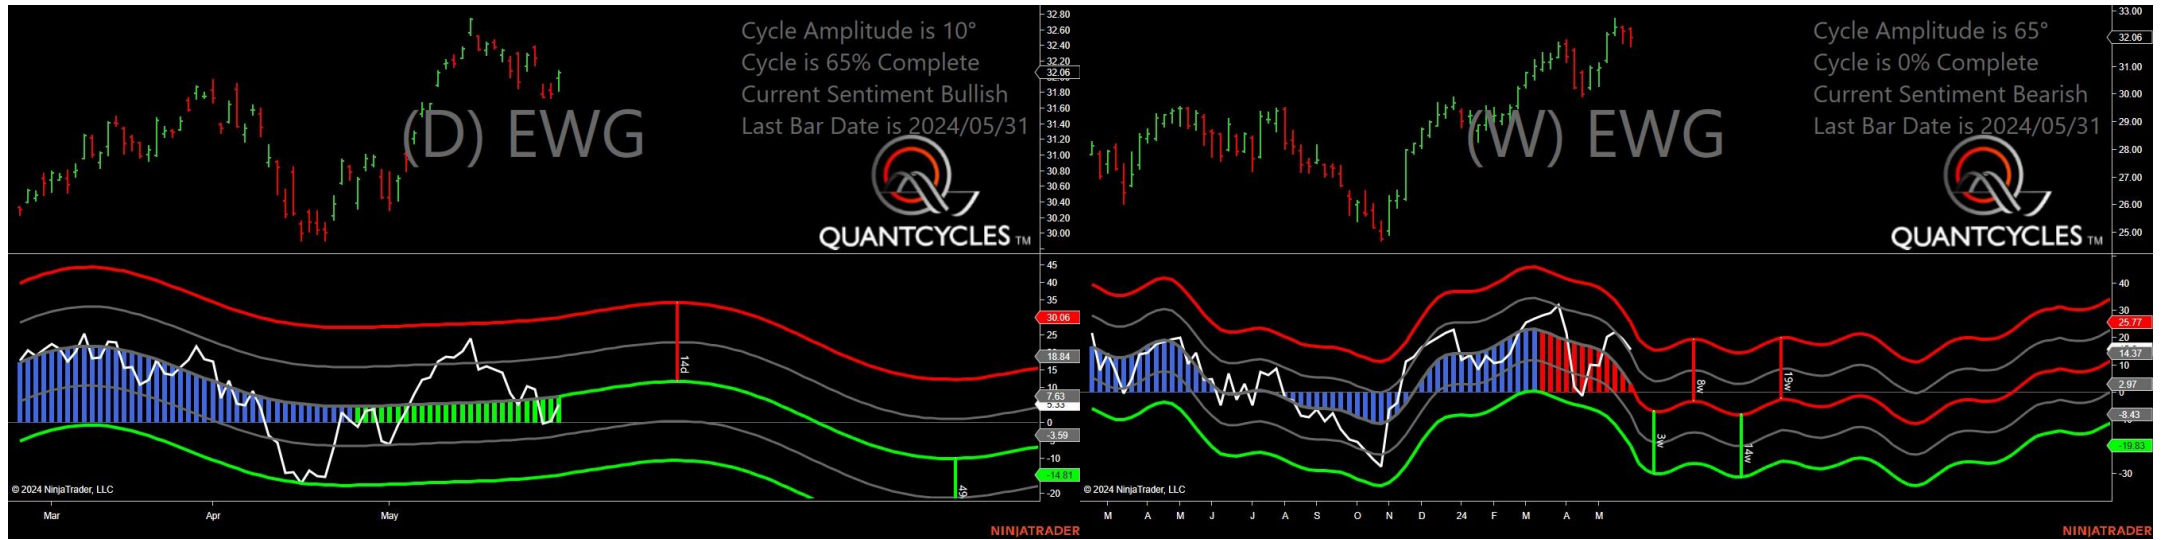 Cycle Amplitude is 10°
Cycle is 65% Complete
Current Sentiment Bullish
Last Bar Date is 2024/05/31
(D) EWG
QUANTCYCLES TM
32.80
32.60
32.40
32.20
32.06
31.80
31.60
31.40
31.20
31.00
30.80
30.60
30.40
30.20
30.00
45
40
35
30.06
25
18.84
15
10
7.63
5.33
0
-3.59
-10
-14.81
-20
14d
49
© 2024 NinjaTrader, LLC
Mar Apr May
NINJATRADER
Cycle Amplitude is 65°
Cycle is 0% Complete
Current Sentiment Bearish
Last Bar Date is 2024/05/31
(W) EWG
QUANTCYCLES TM
33.00
32.06
31.00
30.00
29.00
28.00
27.00
26.00
25.00
40
30
25.77
20
14.37
10
2.97
0
-8.43
-19.83
-30
8w
19w
3w
14w
© 2024 NinjaTrader, LLC
M A M J J A S O N D 24 F M A M
NINJATRADER